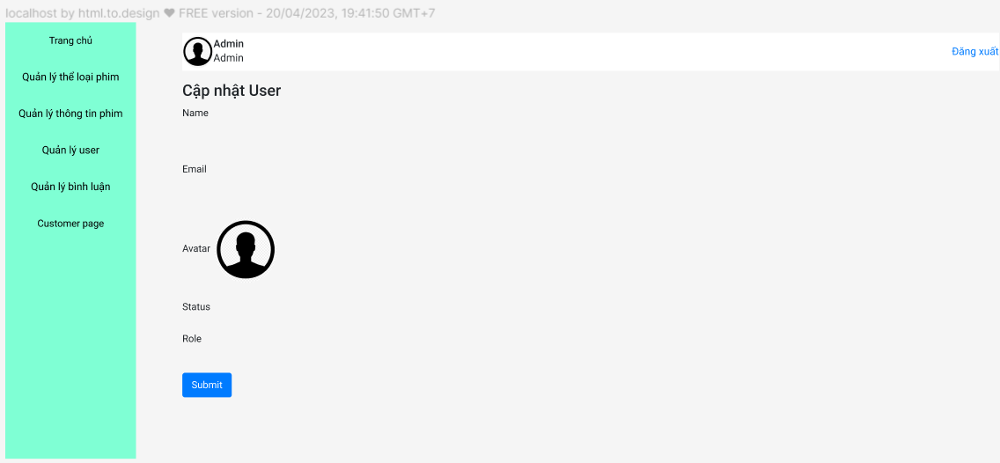 localhost by html.to.design ❤ FREE version - 20/04/2023, 19:41:50 GMT+7
Trang chủ
Quản lý thể loại phim
Quản lý thông tin phim
Quản lý user
Quản lý bình luận
Customer page
Admin
Admin
Đăng xuất
Cập nhật User
Name
Email
Avatar
Status
Role
Submit